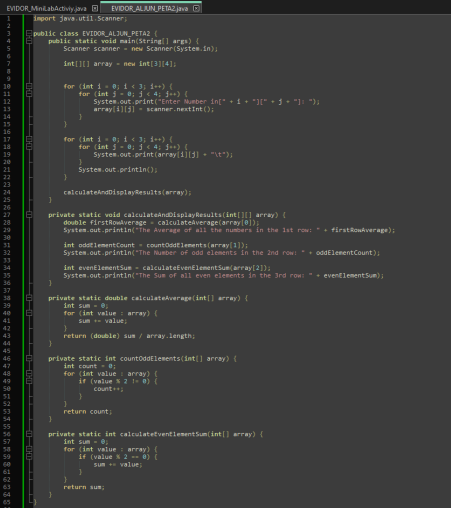 EVIDOR_MiniLabActiviy.java EVIDOR_ALJUN_PETA2.java
1 import java.util.Scanner;
2
3 public class EVIDOR_ALJUN_PETA2 {
4 public static void main(String[] args) {
5 Scanner scanner = new Scanner(System.in);
6
7 int[][] array = new int[3][4];
8
9
10 for (int i = 0; i < 3; i++) {
11 for (int j = 0; j < 4; j++) {
12 System.out.print("Enter Number in[" + i + "][" + j + "]: ");
13 array[i][j] = scanner.nextInt();
14 }
15 }
16
17 for (int i = 0; i < 3; i++) {
18 for (int j = 0; j < 4; j++) {
19 System.out.print(array[i][j] + "\t");
20 }
21 System.out.println();
22 }
23
24 calculateAndDisplayResults(array);
25 }
26
27 private static void calculateAndDisplayResults(int[][] array) {
28 double firstRowAverage = calculateAverage(array[0]);
29 System.out.println("The Average of all the numbers in the 1st row: " + firstRowAverage);
30
31 int oddElementCount = countOddElements(array[1]);
32 System.out.println("The Number of odd elements in the 2nd row: " + oddElementCount);
33
34 int evenElementSum = calculateEvenElementSum(array[2]);
35 System.out.println("The Sum of all even elements in the 3rd row: " + evenElementSum);
36 }
37
38 private static double calculateAverage(int[] array) {
39 int sum = 0;
40 for (int value : array) {
41 sum += value;
42 }
43 return (double) sum / array.length;
44 }
45
46 private static int countOddElements(int[] array) {
47 int count = 0;
48 for (int value : array) {
49 if (value % 2 != 0) {
50 count++;
51 }
52 }
53 return count;
54 }
55
56 private static int calculateEvenElementSum(int[] array) {
57 int sum = 0;
58 for (int value : array) {
59 if (value % 2 == 0) {
60 sum += value;
61 }
62 }
63 return sum;
64 }
65 }